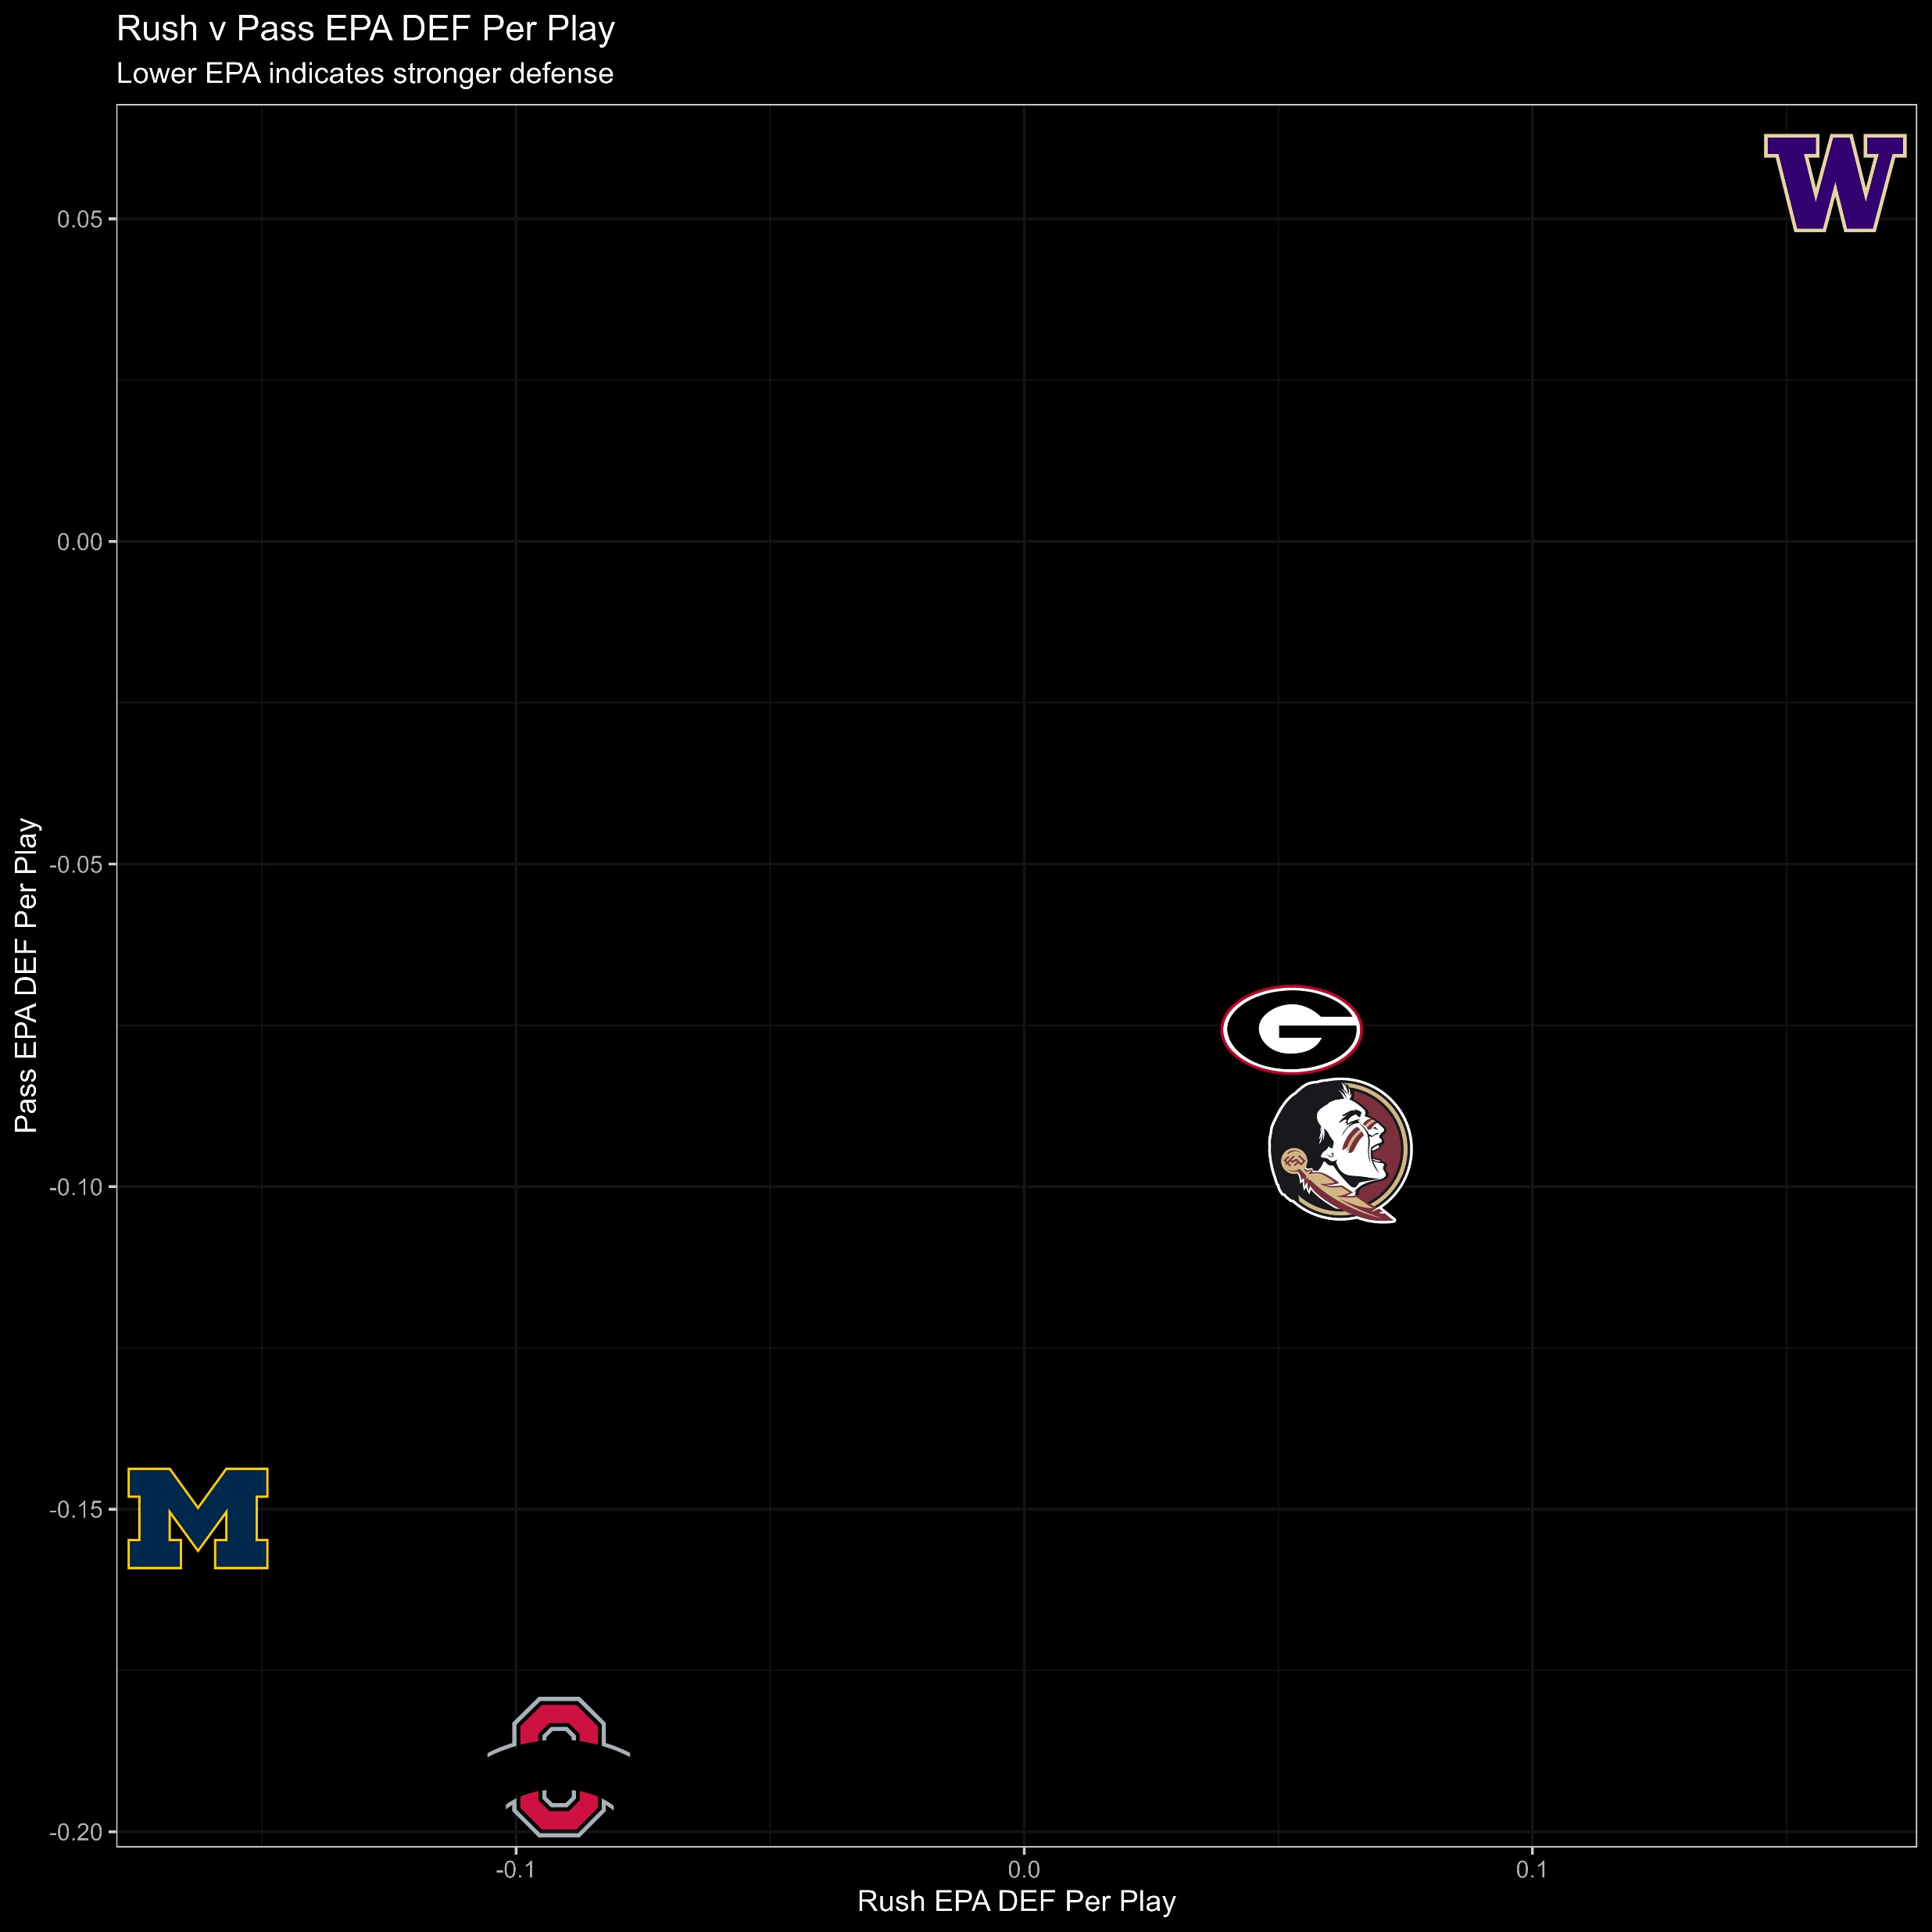 Rush v Pass EPA DEF Per Play
Lower EPA indicates stronger defense
W
0.05
0.00
-0.05
G
-0.10
M
-0.15
-0.20
Pass EPA DEF Per Play
-0.1
0.0
0.1
Rush EPA DEF Per Play